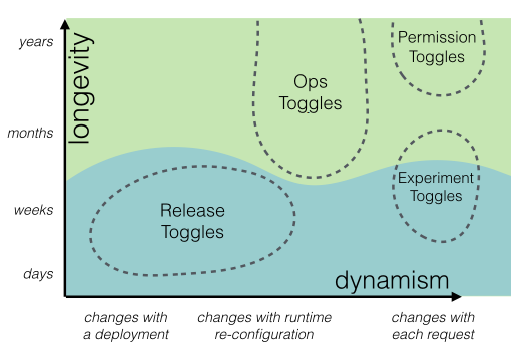 years
longevity
Permission
Toggles
Ops
Toggles
months
Experiment
Toggles
weeks
Release
Toggles
days
dynamism
changes with
a deployment
changes with runtime
re-configuration
changes with
each request